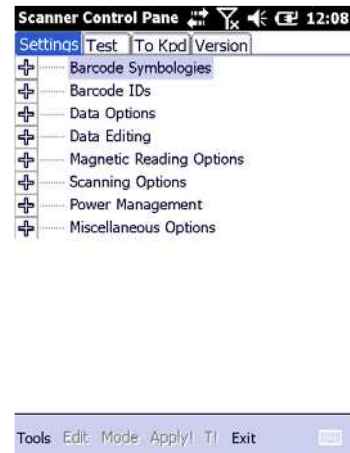 Scanner Control Pane 12:08
Settings Test To Kpd Version
Barcode Symbologies
Barcode IDs
Data Options
Data Editing
Magnetic Reading Options
Scanning Options
Power Management
Miscellaneous Options
Tools Edit Mode Apply! T! Exit